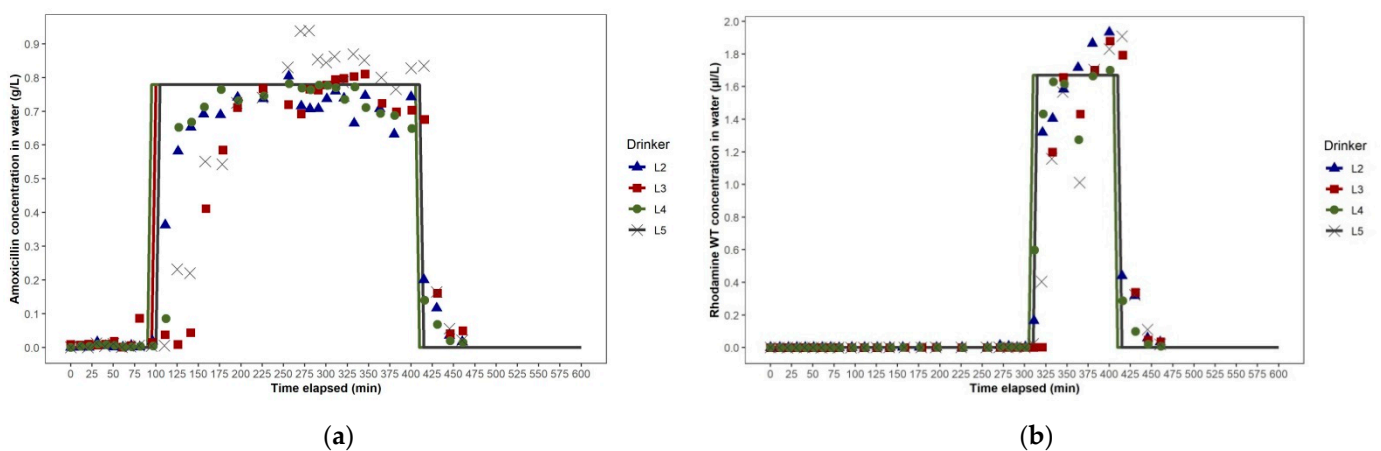 Amoxicillin concentration in water (g/L)
0.9
0.8
0.7
0.6
0.5
0.4
0.3
0.2
0.1
0.0
0 25 50 75 100 125 150 175 200 225 250 275 300 325 350 375 400 425 450 475 500 525 550 575 600
Time elapsed (min)
Drinker
L2
L3
L4
L5
(a)
Rhodamine WT concentration in water (µl/L)
2.0
1.8
1.6
1.4
1.2
1.0
0.8
0.6
0.4
0.2
0.0
0 25 50 75 100 125 150 175 200 225 250 275 300 325 350 375 400 425 450 475 500 525 550 575 600
Time elapsed (min)
Drinker
L2
L3
L4
L5
(b)